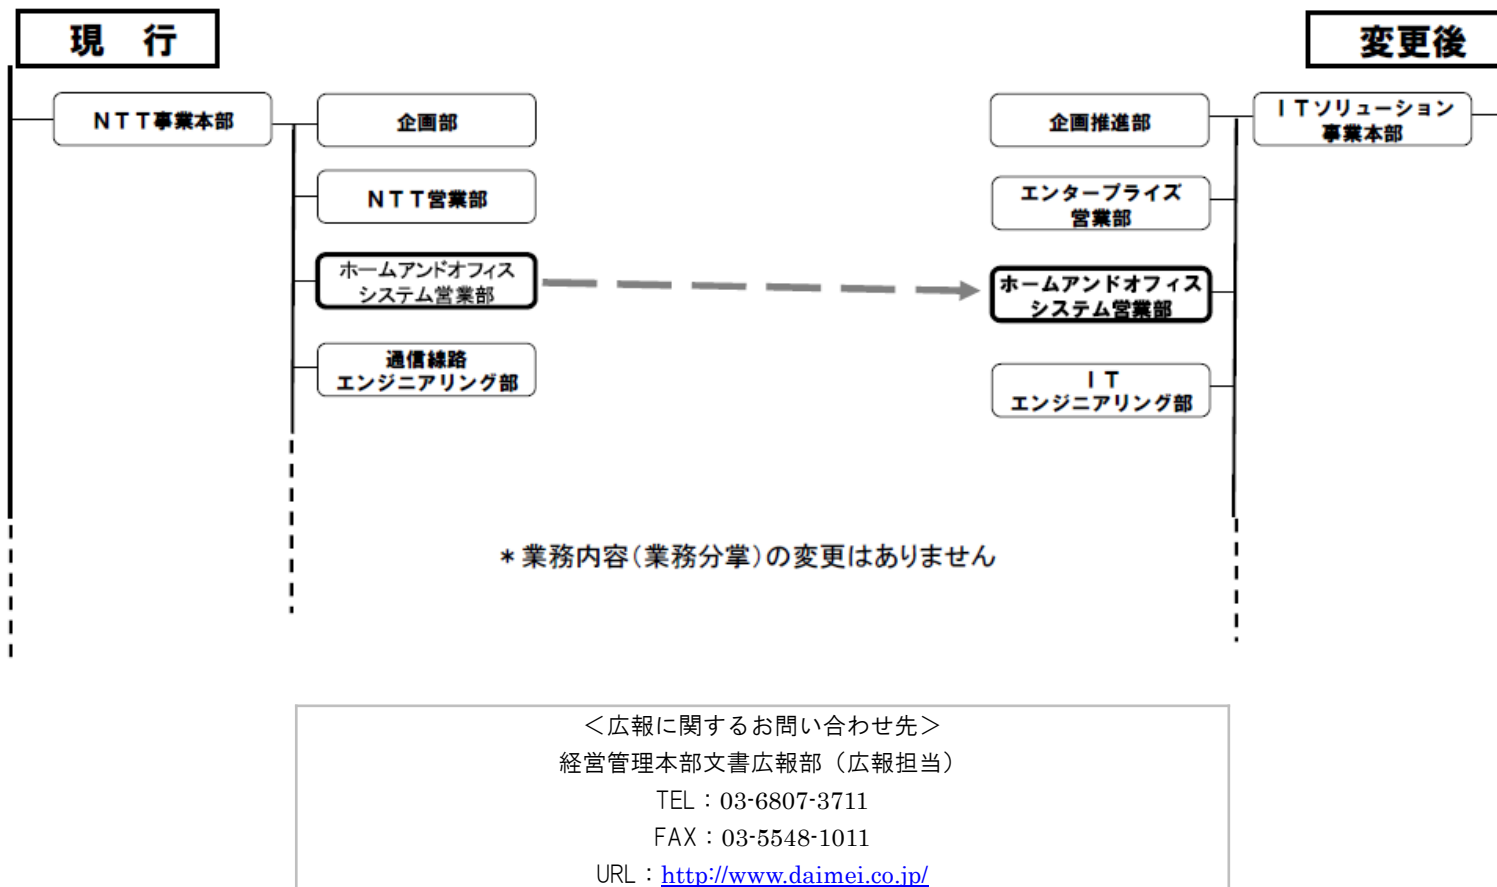 現 行
変更後
ＮＴＴ事業本部
企画部
ＮＴＴ営業部
ホームアンドオフィス
システム営業部
通信線路
エンジニアリング部
企画推進部
ＩＴソリューション
事業本部
エンタープライズ
営業部
ホームアンドオフィス
システム営業部
ＩＴ
エンジニアリング部
＊業務内容（業務分掌）の変更はありません
＜広報に関するお問い合わせ先＞
経営管理本部文書広報部（広報担当）
TEL：03-6807-3711
FAX：03-5548-1011
URL：http://www.daimei.co.jp/